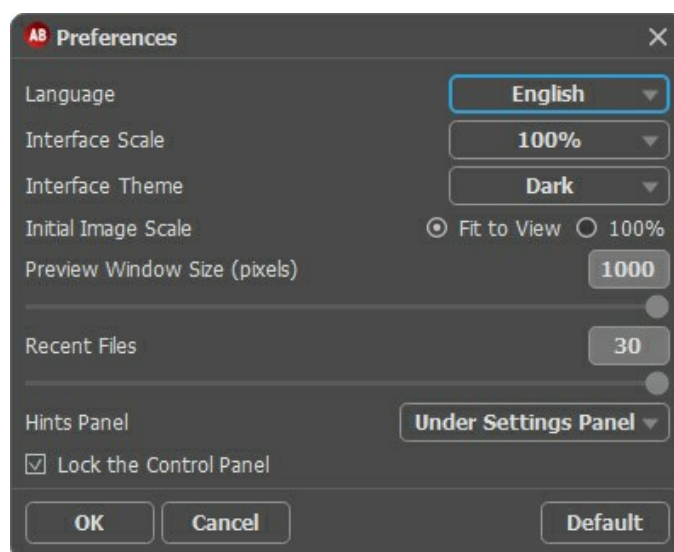 AB Preferences
Language English
Interface Scale 100%
Interface Theme Dark
Initial Image Scale Fit to View 100%
Preview Window Size (pixels) 1000
Recent Files 30
Hints Panel Under Settings Panel
Lock the Control Panel
OK Cancel Default